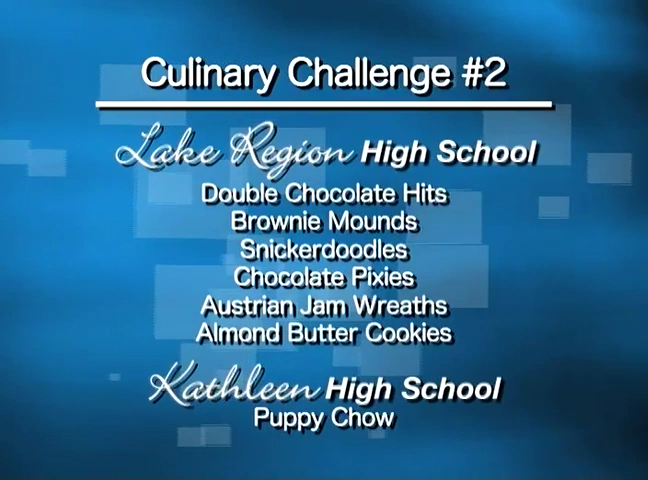 Culinary Challenge #2
Lake Region High School
Double Chocolate Hits
Brownie Mounds
Snickerdoodles
Chocolate Pixies
Austrian Jam Wreaths
Almond Butter Cookies
Kathleen High School
Puppy Chow